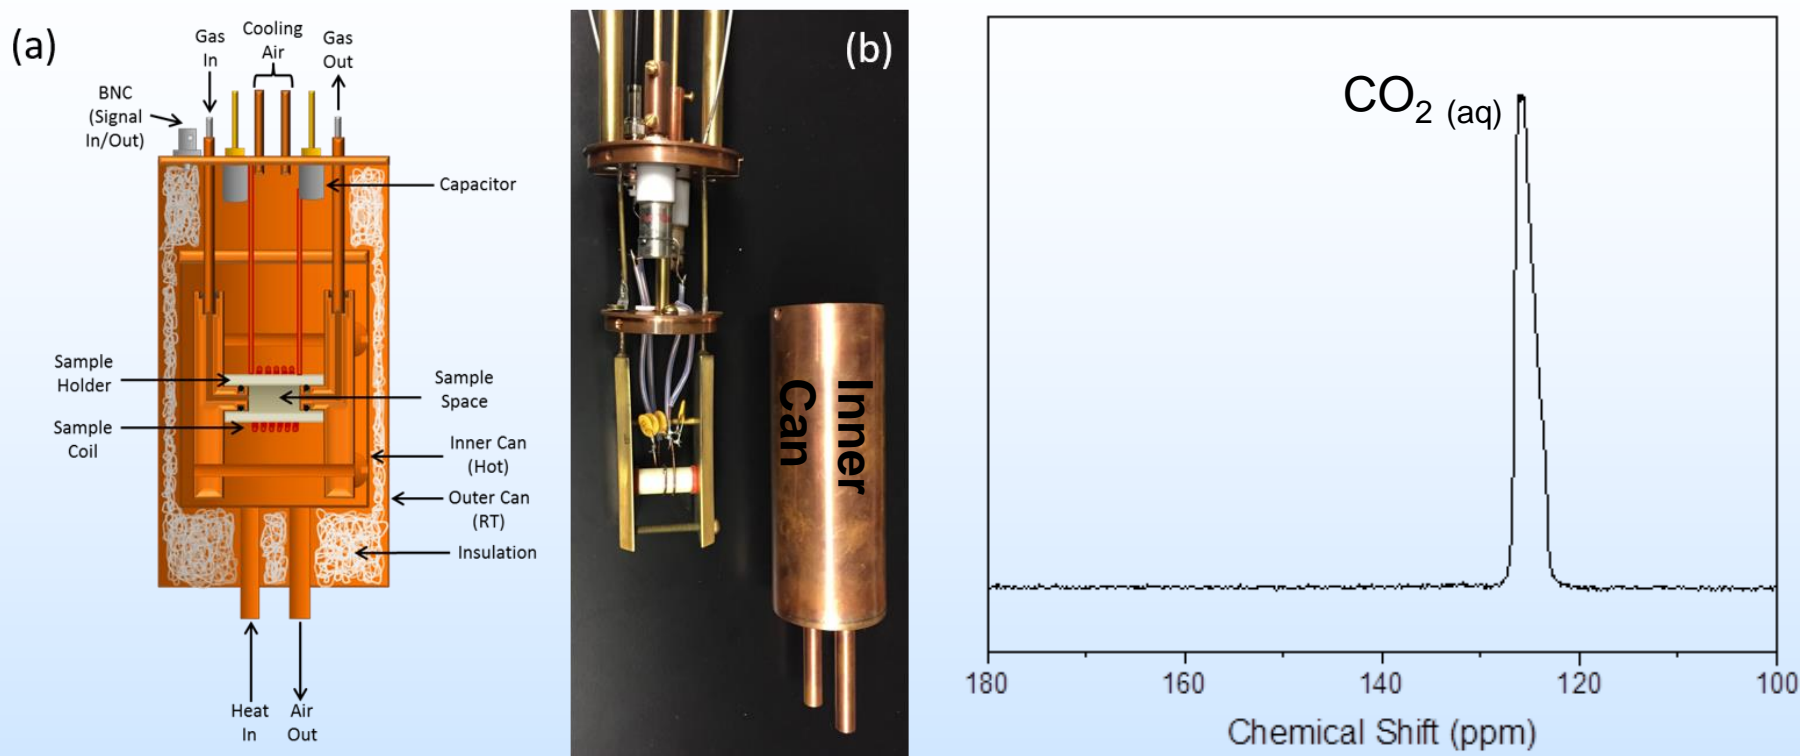 (a)
Gas
In
Cooling
Air
Gas
Out
BNC
(Signal
In/Out)
Capacitor
Sample
Holder
Sample
Space
Sample
Coil
Inner Can
(Hot)
Outer Can
(RT)
Insulation
Heat
In
Air
Out
(b)
Inner
Can
CO2 (aq)
180 160 140 120 100
Chemical Shift (ppm)